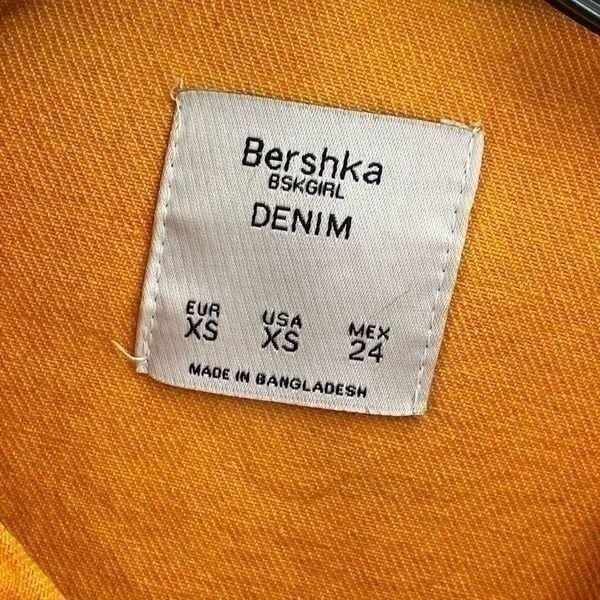 Bershka
BSKGIRL
DENIM
EUR USA MEX
XS XS 24
MADE IN BANGLADESH